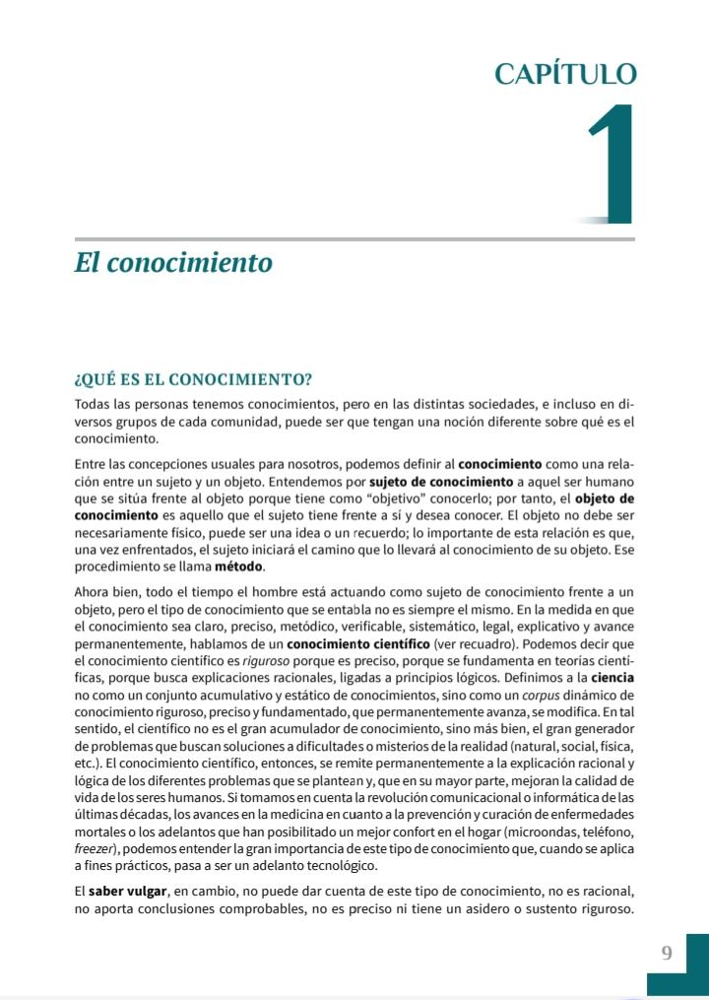 CAPÍTULO
1
El conocimiento
¿QUÉ ES EL CONOCIMIENTO?
Todas las personas tenemos conocimientos, pero en las distintas sociedades, e incluso en di-
versos grupos de cada comunidad, puede ser que tengan una noción diferente sobre qué es el
conocimiento.
Entre las concepciones usuales para nosotros, podemos definir al conocimiento como una rela-
ción entre un sujeto y un objeto. Entendemos por sujeto de conocimiento a aquel ser humano
que se sitúa frente al objeto porque tiene como “objetivo” conocerlo; por tanto, el objeto de
conocimiento es aquello que el sujeto tiene frente a sí y desea conocer. El objeto no debe ser
necesariamente físico, puede ser una idea o un recuerdo; lo importante de esta relación es que,
una vez enfrentados, el sujeto iniciará el camino que lo llevará al conocimiento de su objeto. Ese
procedimiento se llama método.
Ahora bien, todo el tiempo el hombre está actuando como sujeto de conocimiento frente a un
objeto, pero el tipo de conocimiento que se entabla no es siempre el mismo. En la medida en que
el conocimiento sea claro, preciso, metódico, verificable, sistemático, legal, explicativo y avance
permanentemente, hablamos de un conocimiento científico (ver recuadro). Podemos decir que
el conocimiento científico es riguroso porque es preciso, porque se fundamenta en teorías cientí-
ficas, porque busca explicaciones racionales, ligadas a principios lógicos. Definimos a la ciencia
no como un conjunto acumulativo y estático de conocimientos, sino como un corpus dinámico de
conocimiento riguroso, preciso y fundamentado, que permanentemente avanza, se modifica. En tal
sentido, el científico no es el gran acumulador de conocimiento, sino más bien, el gran generador
de problemas que buscan soluciones a dificultades o misterios de la realidad (natural, social, física,
etc.). El conocimiento científico, entonces, se remite permanentemente a la explicación racional y
lógica de los diferentes problemas que se plantean y, que en su mayor parte, mejoran la calidad de
vida de los seres humanos. Si tomamos en cuenta la revolución comunicacional o informática de las
últimas décadas, los avances en la medicina en cuanto a la prevención y curación de enfermedades
mortales o los adelantos que han posibilitado un mejor confort en el hogar (microondas, teléfono,
freezer), podemos entender la gran importancia de este tipo de conocimiento que, cuando se aplica
a fines prácticos, pasa a ser un adelanto tecnológico.
El saber vulgar, en cambio, no puede dar cuenta de este tipo de conocimiento, no es racional,
no aporta conclusiones comprobables, no es preciso ni tiene un asidero o sustento riguroso.
9